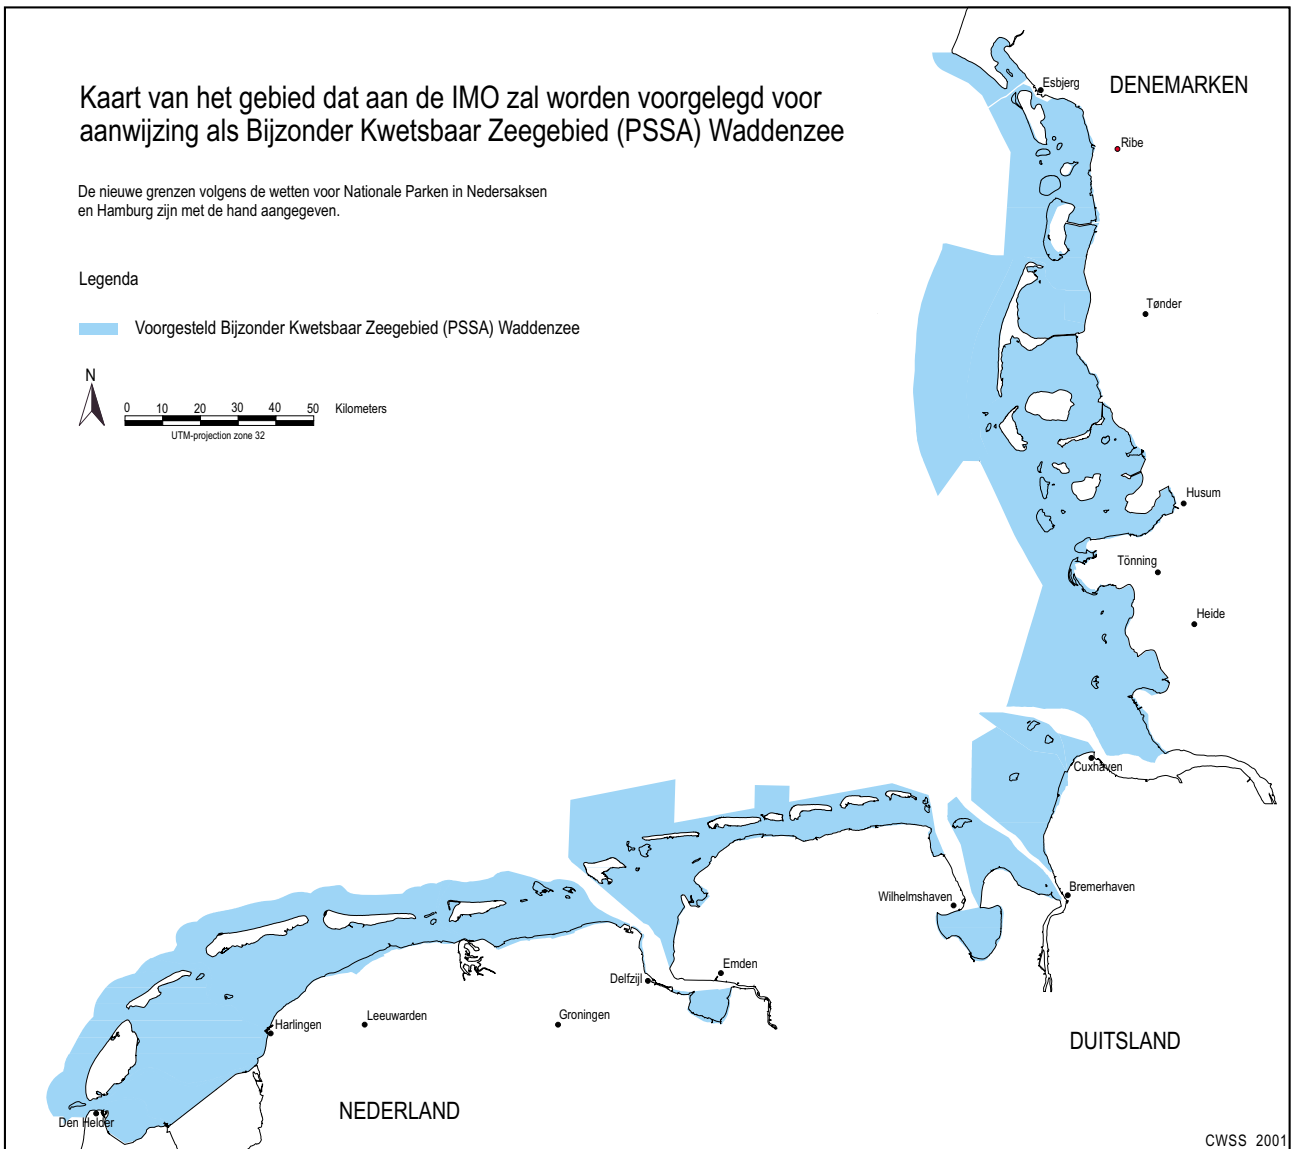 Kaart van het gebied dat aan de IMO zal worden voorgelegd voor
aanwijzing als Bijzonder Kwetsbaar Zeegebied (PSSA) Waddenzee
De nieuwe grenzen volgens de wetten voor Nationale Parken in Nedersaksen
en Hamburg zijn met de hand aangegeven.
Legenda
Voorgesteld Bijzonder Kwetsbaar Zeegebied (PSSA) Waddenzee
N
0 10 20 30 40 50 Kilometers
UTM-projection zone 32
Esbjerg
DENEMARKEN
Ribe
Tønder
Husum
Tönning
Heide
Cuxhaven
Bremerhaven
Wilhelmshaven
Emden
Delfzijl
Groningen
Leeuwarden
Harlingen
DUITSLAND
NEDERLAND
Den Helder
CWSS 2001